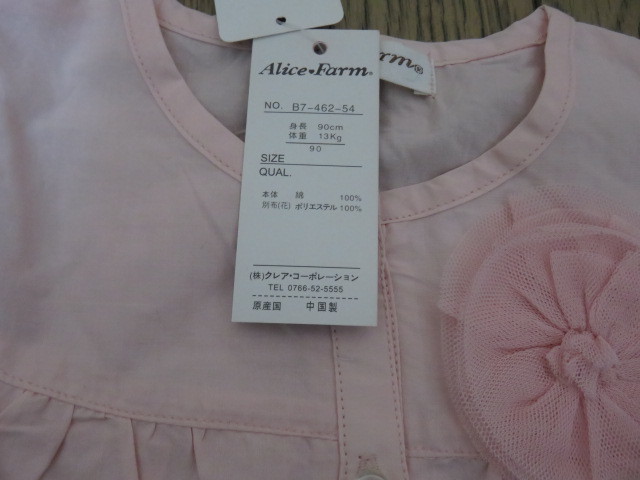 Alice♥Farm®
arm®
NO. B7-462-54
身長 90cm
体重 13Kg
90
SIZE
QUAL.
本体 綿 100%
別布(花) ポリエステル 100%
(株)クレア・コーポレーション
TEL 0766-52-5555
原産国 中国製